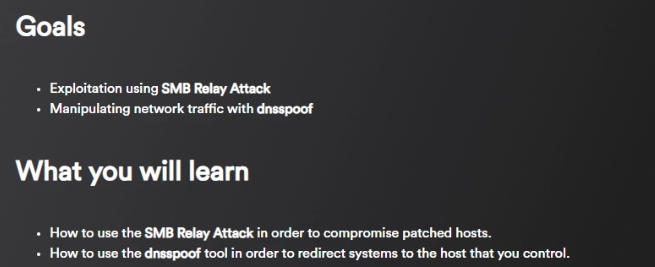 Goals
• Exploitation using SMB Relay Attack
• Manipulating network traffic with dnsspoof
What you will learn
• How to use the SMB Relay Attack in order to compromise patched hosts.
• How to use the dnsspoof tool in order to redirect systems to the host that you control.